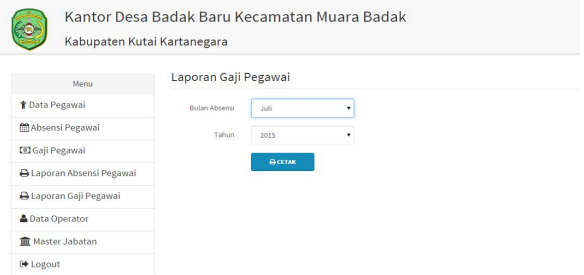 Kantor Desa Badak Baru Kecamatan Muara Badak
Kabupaten Kutai Kartanegara
Menu
Data Pegawai
Absensi Pegawai
Gaji Pegawai
Laporan Absensi Pegawai
Laporan Gaji Pegawai
Data Operator
Master Jabatan
Logout
Laporan Gaji Pegawai
Bulan Absensi Juli
Tahun 2015
CETAK